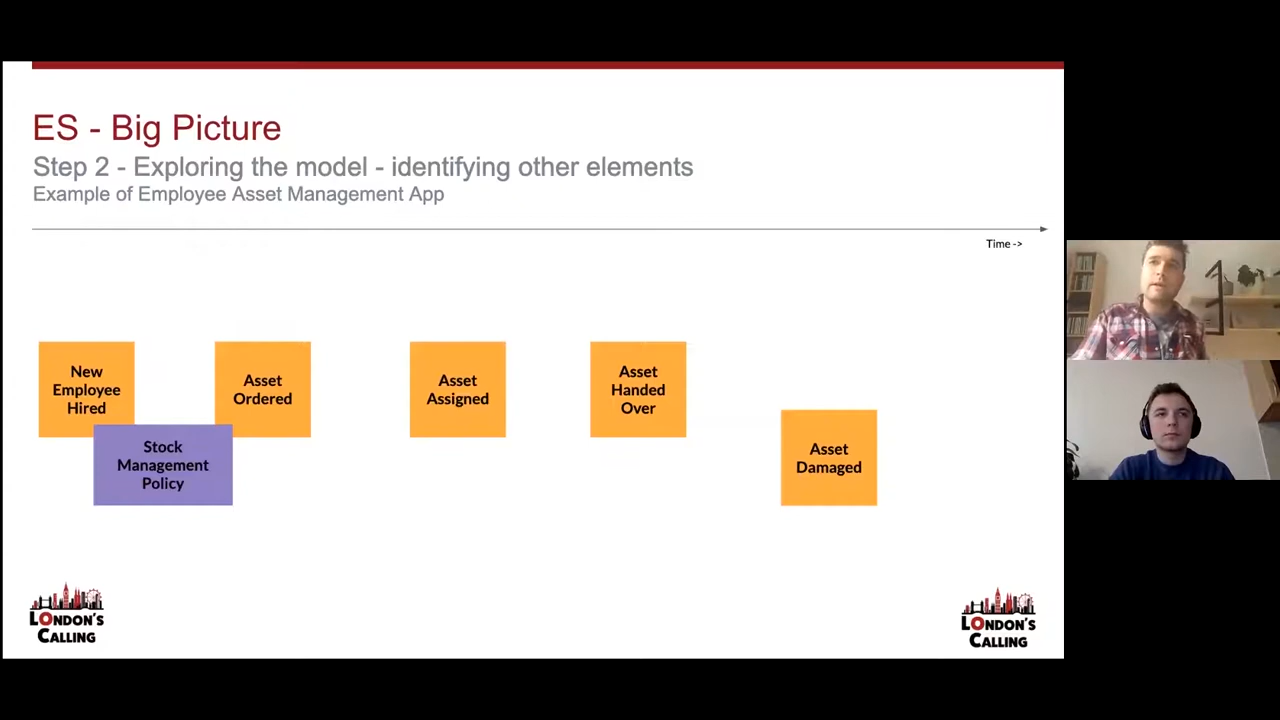 ES - Big Picture
Step 2 - Exploring the model - identifying other elements
Example of Employee Asset Management App
Time ->
New
Employee
Hired
Asset
Ordered
Asset
Assigned
Asset
Handed
Over
Stock
Management
Policy
Asset
Damaged
LONDON'S
CALLING
LONDON'S
CALLING